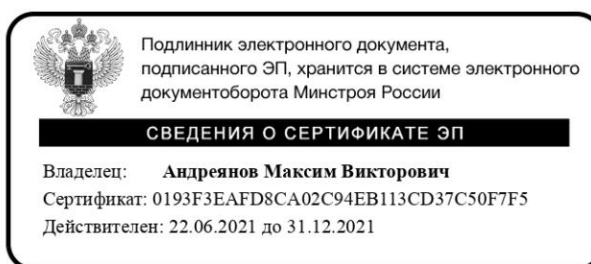 Подлинник электронного документа,
подписанного ЭП, хранится в системе электронного
документоборота Минстроя России
СВЕДЕНИЯ О СЕРТИФИКАТЕ ЭП
Владелец: Андреянов Максим Викторович
Сертификат: 0193F3EAFD8CA02C94EB113CD37C50F7F5
Действителен: 22.06.2021 до 31.12.2021